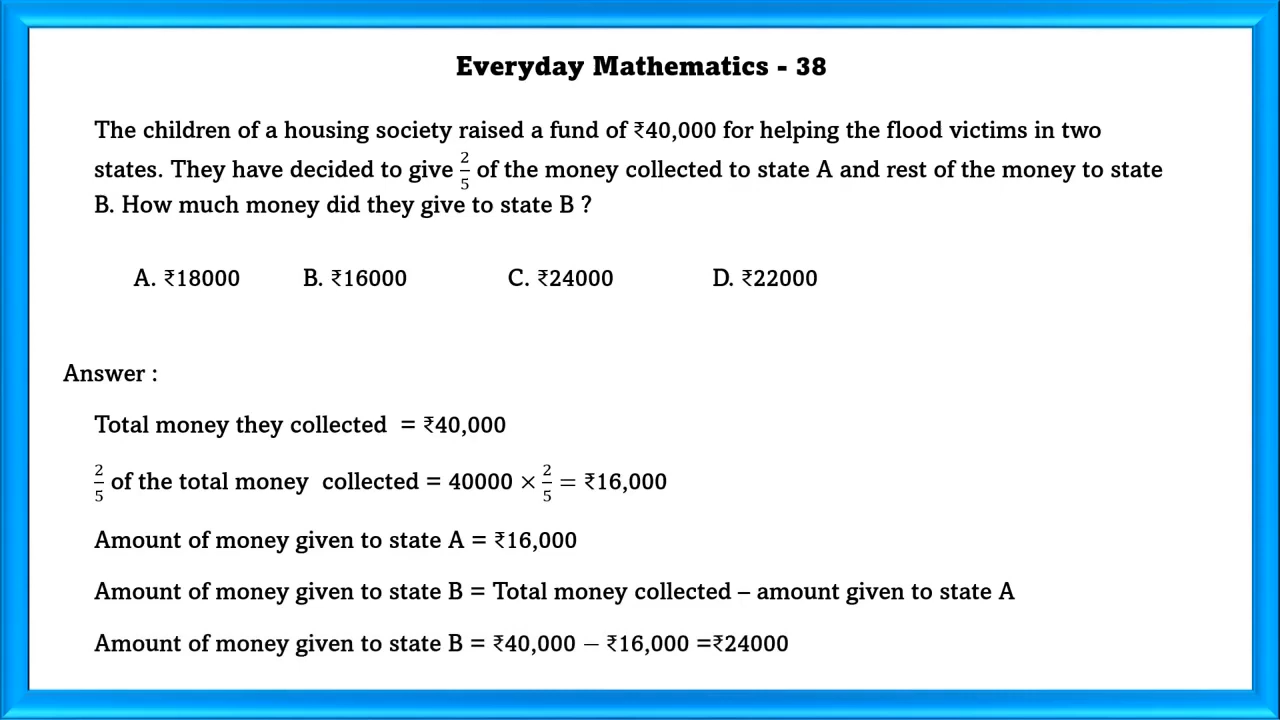 Everyday Mathematics - 38
The children of a housing society raised a fund of ₹40,000 for helping the flood victims in two
states. They have decided to give 2/5 of the money collected to state A and rest of the money to state
B. How much money did they give to state B ?
A. ₹18000 B. ₹16000 C. ₹24000 D. ₹22000
Answer :
Total money they collected = ₹40,000
2/5 of the total money collected = 40000 × 2/5 = ₹16,000
Amount of money given to state A = ₹16,000
Amount of money given to state B = Total money collected – amount given to state A
Amount of money given to state B = ₹40,000 − ₹16,000 =₹24000